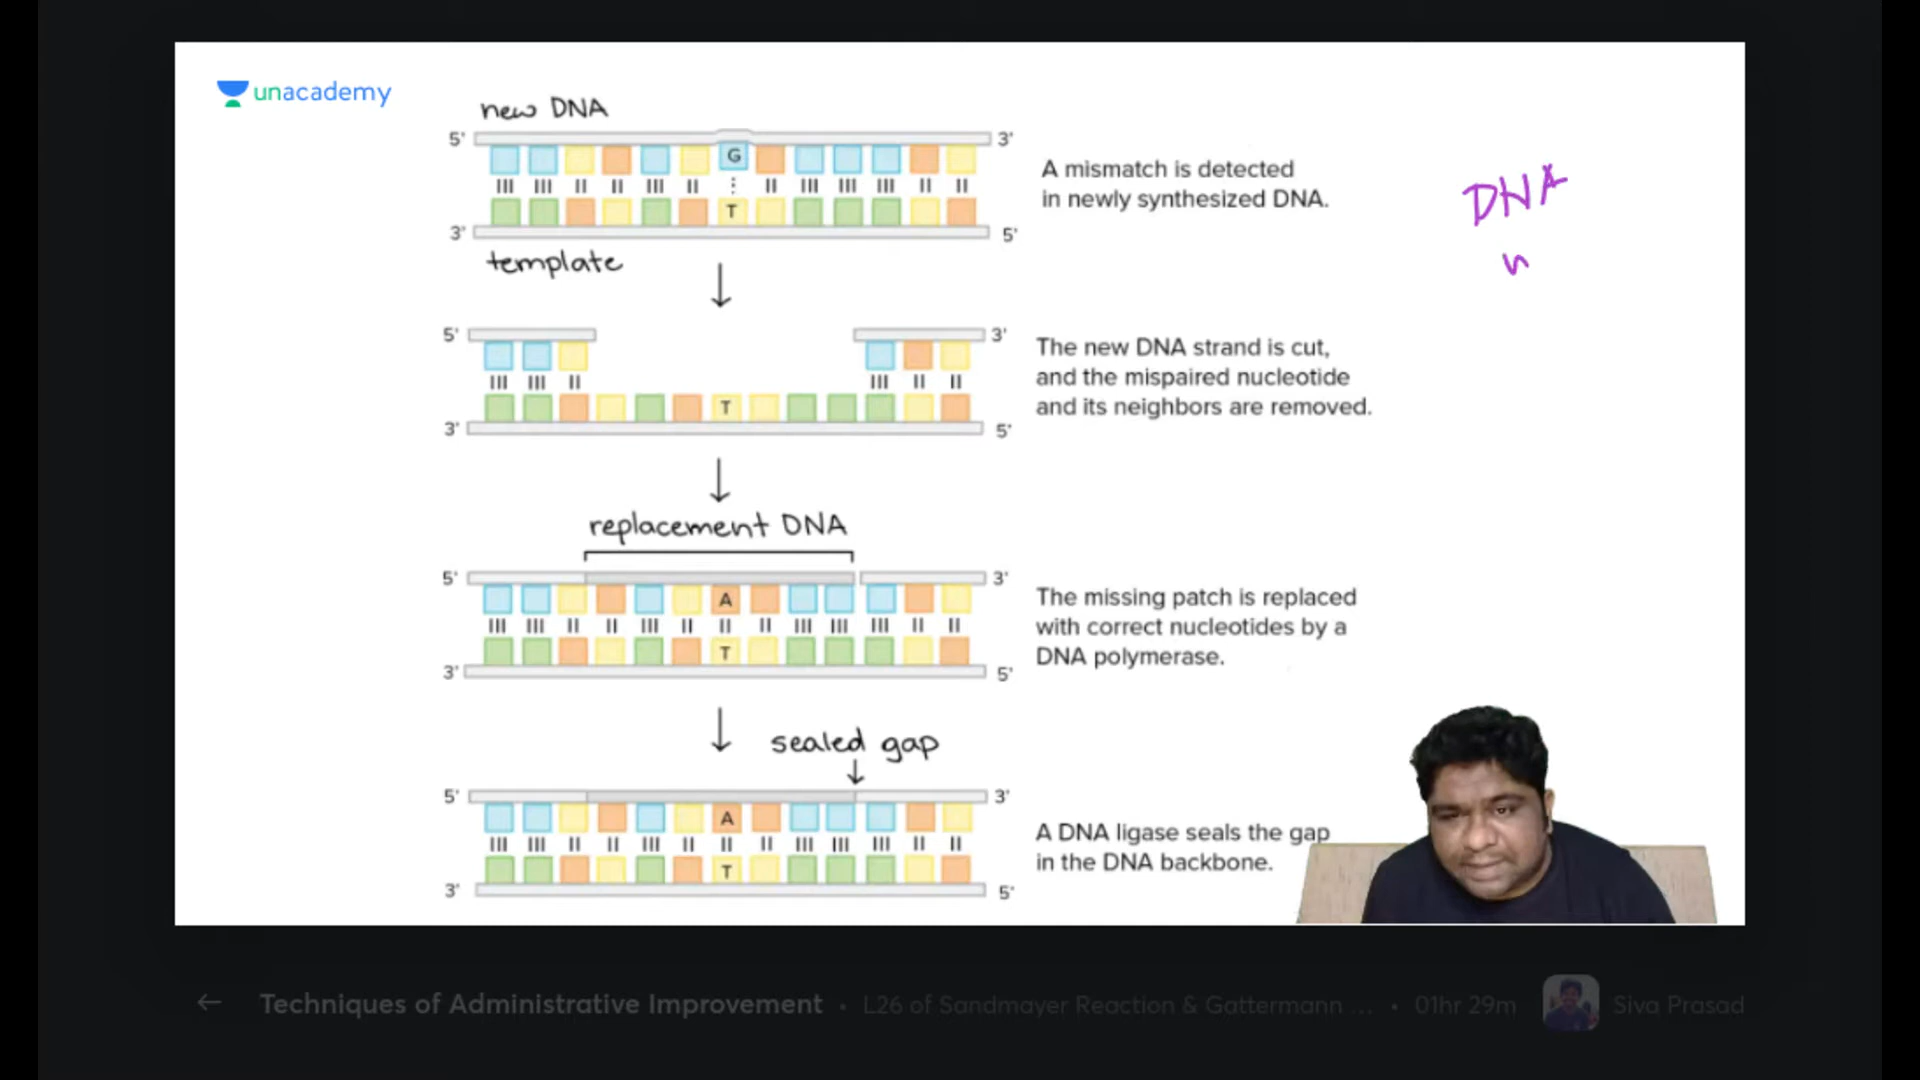 unacademy
new DNA
5' 3'
G
T
3' 5'
template
A mismatch is detected
in newly synthesized DNA.
DNA
5' 3'
T
3' 5'
The new DNA strand is cut,
and the mispaired nucleotide
and its neighbors are removed.
replacement DNA
5' 3'
A
T
3' 5'
The missing patch is replaced
with correct nucleotides by a
DNA polymerase.
sealed gap
5' 3'
A
T
3' 5'
A DNA ligase seals the gap
in the DNA backbone.
Techniques of Administrative Improvement • L26 of Sandmayer Reaction & Gattermann ... • 01hr 29m Siva Prasad